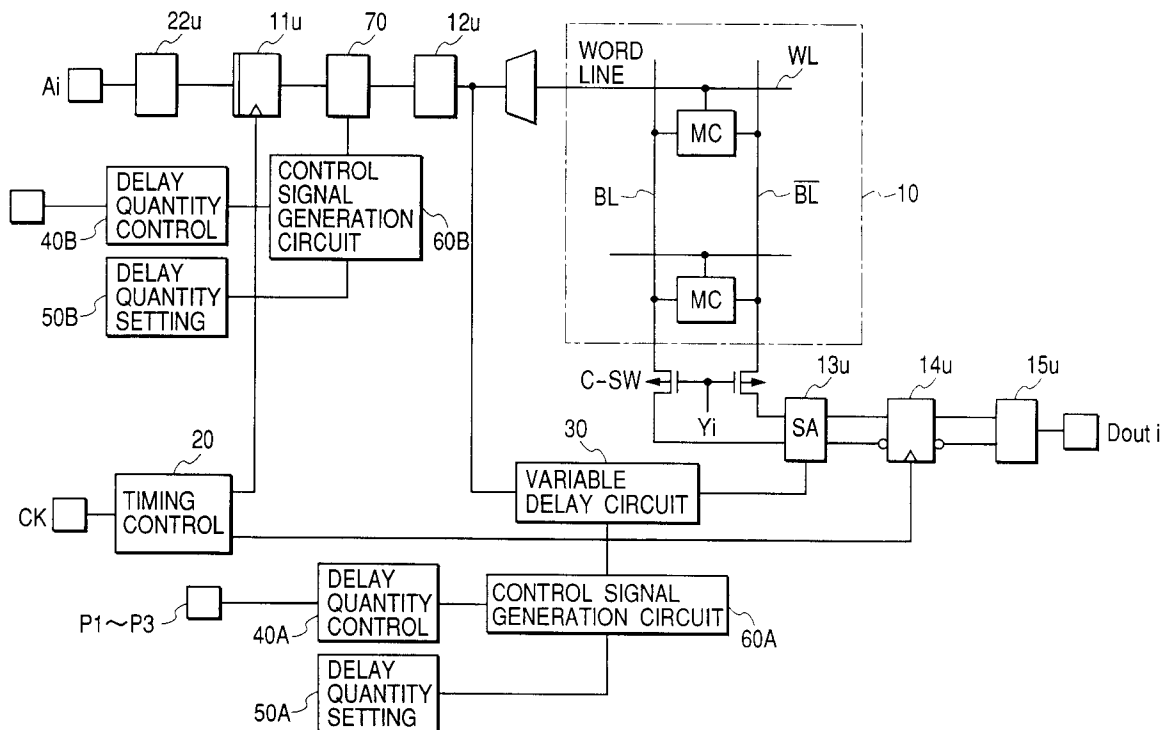 22u
11u
70
12u
Ai
WORD
LINE
WL
MC
DELAY
QUANTITY
CONTROL
40B
CONTROL
SIGNAL
GENERATION
CIRCUIT
60B
BL
B̅L̅
10
DELAY
QUANTITY
SETTING
50B
MC
C-SW
Yi
13u
14u
15u
SA
Dout i
20
30
TIMING
CONTROL
CK
VARIABLE
DELAY CIRCUIT
P1~P3
DELAY
QUANTITY
CONTROL
40A
CONTROL SIGNAL
GENERATION CIRCUIT
60A
DELAY
QUANTITY
SETTING
50A